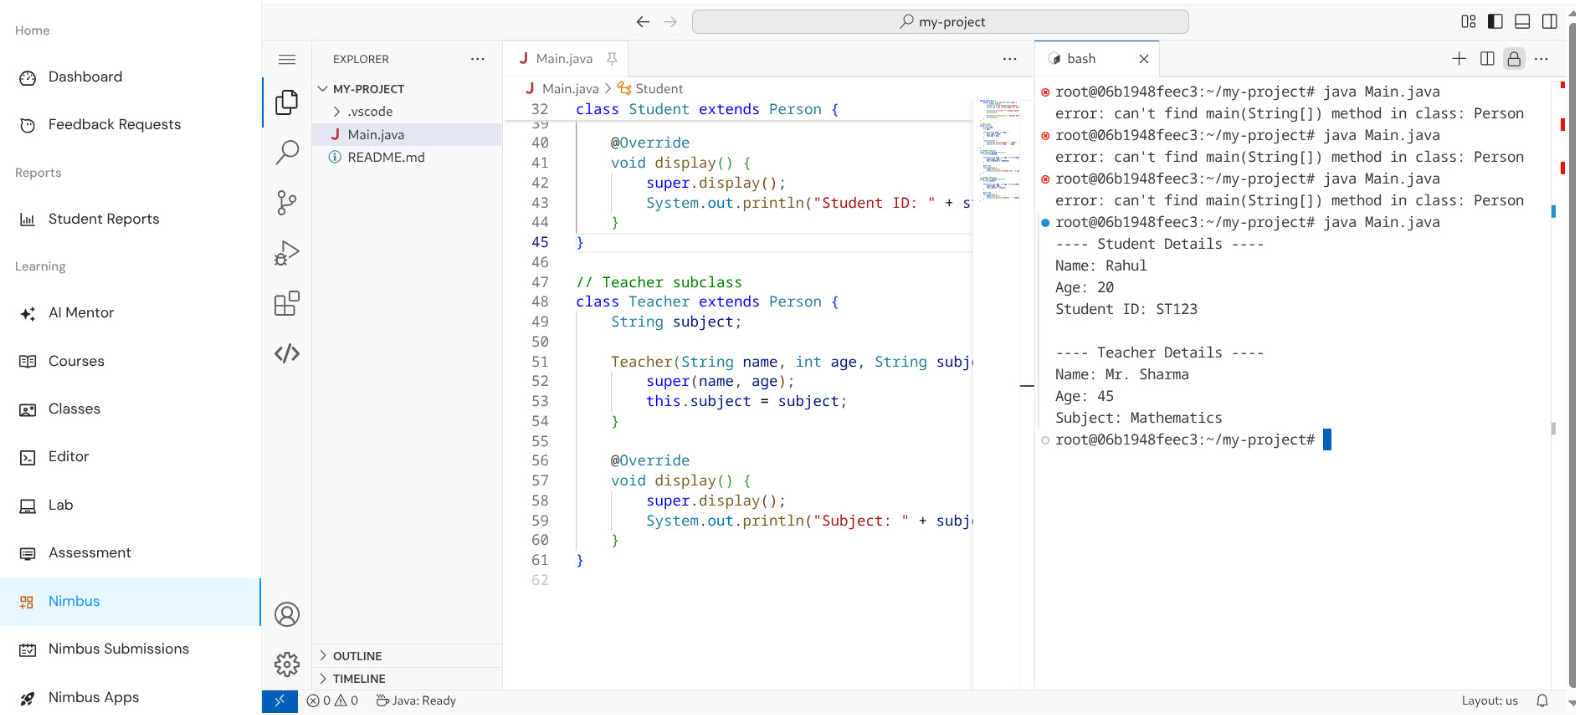 Home
Dashboard
Feedback Requests
Reports
Student Reports
Learning
AI Mentor
Courses
Classes
Editor
Lab
Assessment
Nimbus
Nimbus Submissions
Nimbus Apps
my-project
EXPLORER
MY-PROJECT
.vscode
J Main.java
README.md
OUTLINE
TIMELINE
J Main.java
J Main.java > Student
32 class Student extends Person {
39
40 @Override
41 void display() {
42 super.display();
43 System.out.println("Student ID: " + s
44 }
45 }
46
47 // Teacher subclass
48 class Teacher extends Person {
49 String subject;
50
51 Teacher(String name, int age, String subj
52 super(name, age);
53 this.subject = subject;
54 }
55
56 @Override
57 void display() {
58 super.display();
59 System.out.println("Subject: " + subj
60 }
61 }
62
bash
root@06b1948feec3:~/my-project# java Main.java
error: can't find main(String[]) method in class: Person
root@06b1948feec3:~/my-project# java Main.java
error: can't find main(String[]) method in class: Person
root@06b1948feec3:~/my-project# java Main.java
error: can't find main(String[]) method in class: Person
root@06b1948feec3:~/my-project# java Main.java
---- Student Details ----
Name: Rahul
Age: 20
Student ID: ST123
---- Teacher Details ----
Name: Mr. Sharma
Age: 45
Subject: Mathematics
root@06b1948feec3:~/my-project#
0 0 Java: Ready
Layout: us